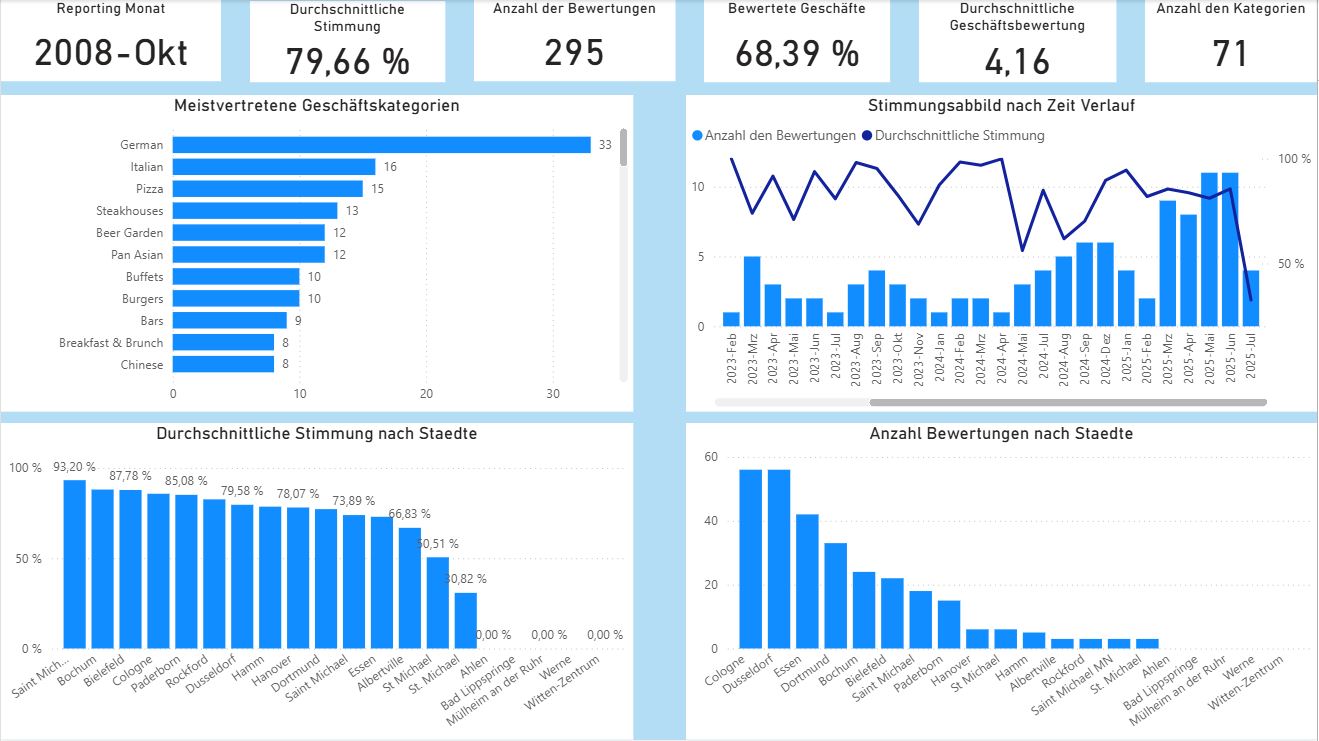 Reporting Monat
2008-Okt
Durchschnittliche
Stimmung
79,66 %
Anzahl der Bewertungen
295
Bewertete Geschäfte
68,39 %
Durchschnittliche
Geschäftsbewertung
4,16
Anzahl den Kategorien
71
Meistvertretene Geschäftskategorien
German 33
Italian 16
Pizza 15
Steakhouses 13
Beer Garden 12
Pan Asian 12
Buffets 10
Burgers 10
Bars 9
Breakfast & Brunch 8
Chinese 8
0 10 20 30
Stimmungsabbild nach Zeit Verlauf
Anzahl den Bewertungen Durchschnittliche Stimmung
100 %
10
5
50 %
0
2023-Feb
2023-Mrz
2023-Apr
2023-Mai
2023-Jun
2023-Jul
2023-Aug
2023-Sep
2023-Okt
2023-Nov
2024-Jan
2024-Feb
2024-Mrz
2024-Apr
2024-Mai
2024-Jul
2024-Aug
2024-Sep
2024-Dez
2025-Jan
2025-Feb
2025-Mrz
2025-Apr
2025-Mai
2025-Jun
2025-Jul
Durchschnittliche Stimmung nach Staedte
100 %
50 %
0 %
93,20 %
87,78 %
85,08 %
79,58 %
78,07 %
73,89 %
66,83 %
50,51 %
30,82 %
0,00 %
0,00 %
0,00 %
Saint Mich...
Bochum
Bielefeld
Cologne
Paderborn
Rockford
Dusseldorf
Hamm
Hanover
Dortmund
Saint Michael
Essen
Albertville
St Michael
St. Michael
Ahlen
Bad Lippspringe
Mülheim an der Ruhr
Werne
Witten-Zentrum
Anzahl Bewertungen nach Staedte
60
40
20
0
Cologne
Dusseldorf
Essen
Dortmund
Bochum
Bielefeld
Saint Michael
Paderborn
Hanover
St Michael
Hamm
Albertville
Rockford
Saint Michael MN
St. Michael
Ahlen
Bad Lippspringe
Mülheim an der Ruhr
Werne
Witten-Zentrum